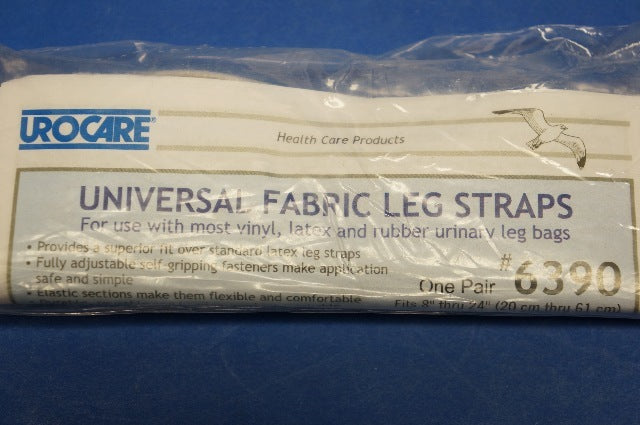 UROCARE®
Health Care Products
UNIVERSAL FABRIC LEG STRAPS
For use with most vinyl, latex and rubber urinary leg bags
• Provides a superior fit over standard latex leg straps
• Fully adjustable self-gripping fasteners make application
safe and simple
• Elastic sections make them flexible and comfortable
One Pair #6390
Fits 8" thru 24" (20 cm thru 61 cm)